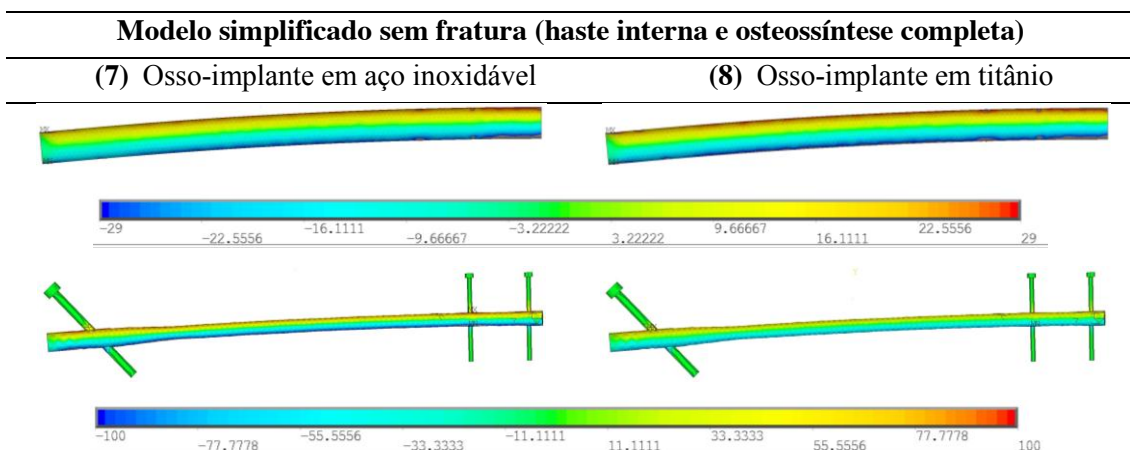 Modelo simplificado sem fratura (haste interna e osteossíntese completa)
(7) Osso-implante em aço inoxidável (8) Osso-implante em titânio
-29 -22.5556 -16.1111 -9.66667 -3.22222 3.22222 9.66667 16.1111 22.5556 29
-100 -77.7778 -55.5556 -33.3333 -11.1111 11.1111 33.3333 55.5556 77.7778 100